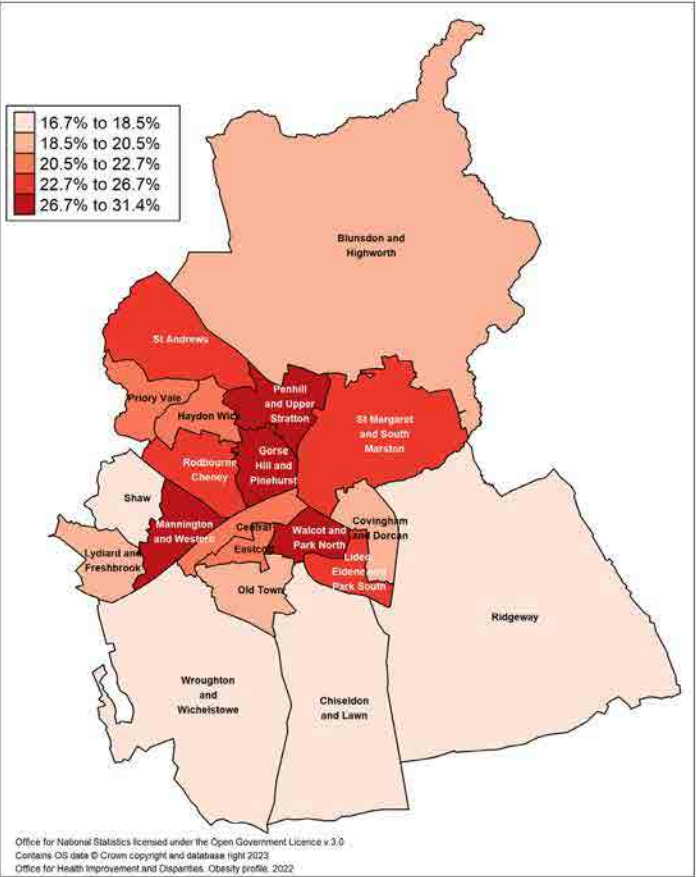 16.7% to 18.5%
18.5% to 20.5%
20.5% to 22.7%
22.7% to 26.7%
26.7% to 31.4%
Blunsdon and
Highworth
St Andrews
Priory Vale
Haydon Wick
Penhill
and Upper
Stratton
St Margaret
and South
Marston
Rodbourne
Cheney
Gorse
Hill and
Pinehurst
Shaw
Mannington
and Western
Central
Eastcott
Walcot and
Park North
Covingham
and Dorcan
Lydiard and
Freshbrook
Liden
Eldene and
Park South
Old Town
Ridgeway
Wroughton
and
Wichelstowe
Chiseldon
and Lawn
Office for National Statistics licensed under the Open Government Licence v.3.0
Contains OS data © Crown copyright and database right 2023
Office for Health Improvement and Disparities. Obesity profile. 2022